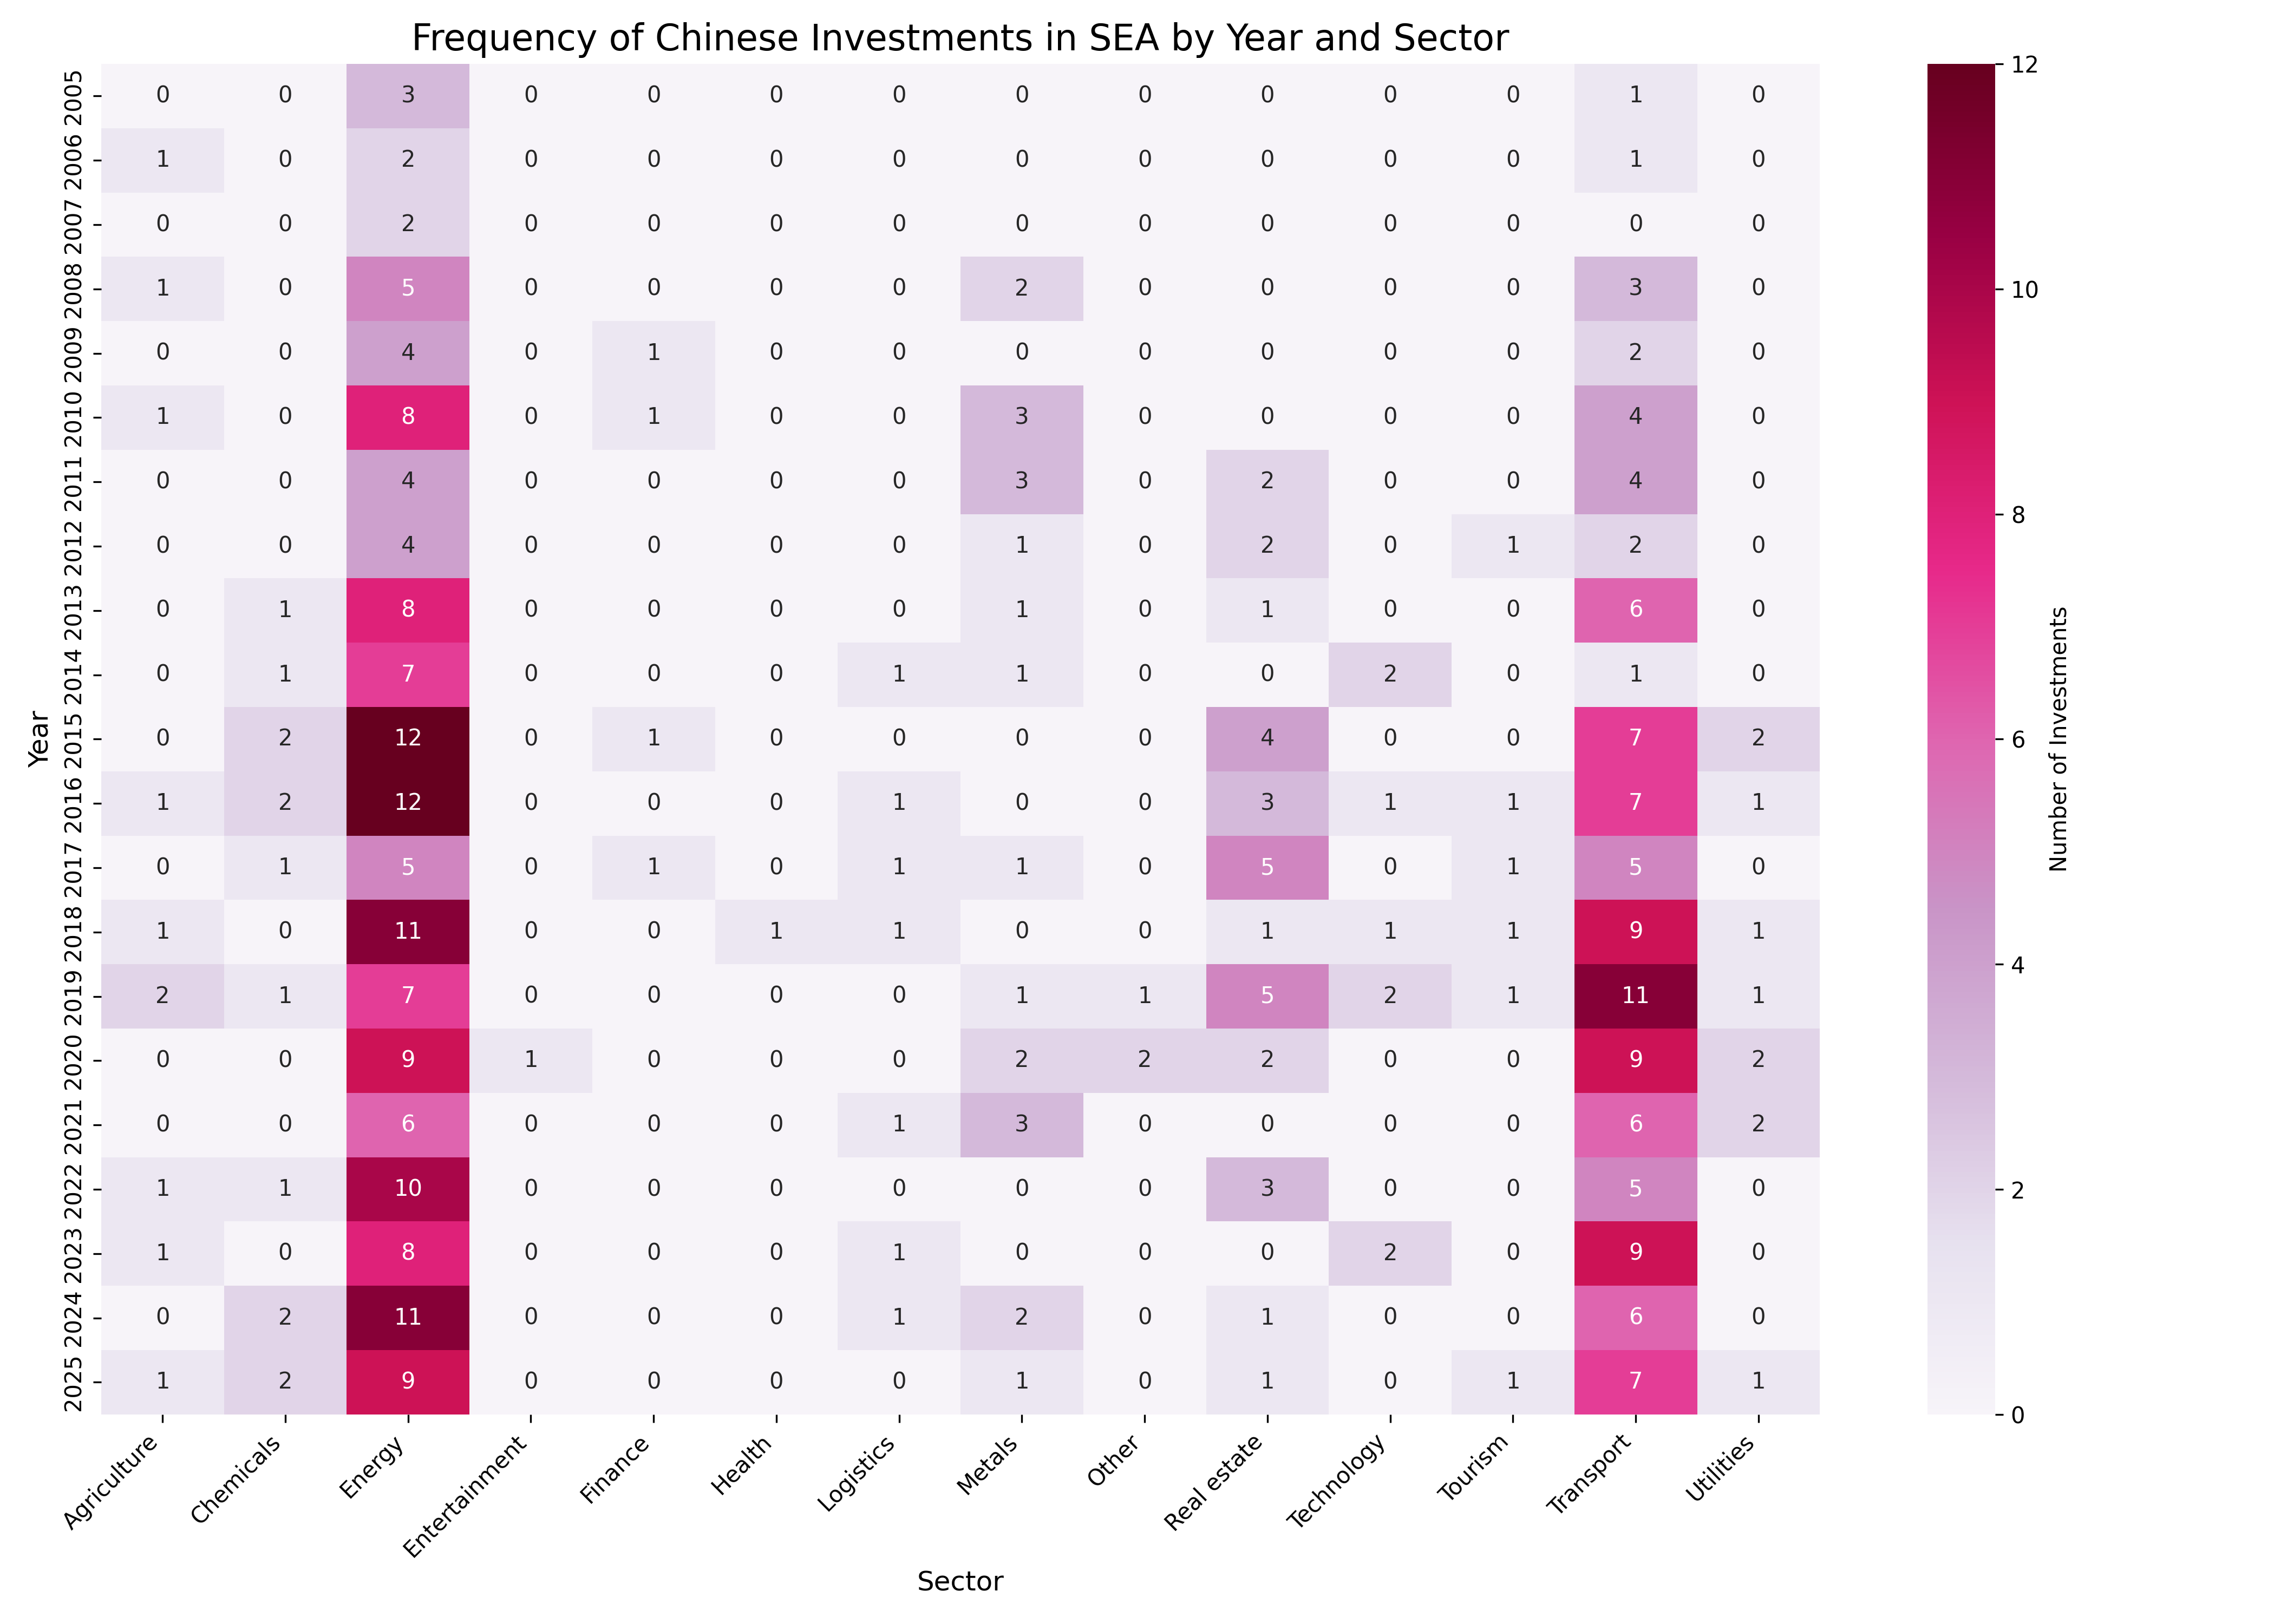 Frequency of Chinese Investments in SEA by Year and Sector
2005 0 0 3 0 0 0 0 0 0 0 0 0 1 0
2006 1 0 2 0 0 0 0 0 0 0 0 0 1 0
2007 0 0 2 0 0 0 0 0 0 0 0 0 0 0
2008 1 0 5 0 0 0 0 2 0 0 0 0 3 0
2009 0 0 4 0 1 0 0 0 0 0 0 0 2 0
2010 1 0 8 0 1 0 0 3 0 0 0 0 4 0
2011 0 0 4 0 0 0 0 3 0 2 0 0 4 0
2012 0 0 4 0 0 0 0 1 0 2 0 1 2 0
2013 0 1 8 0 0 0 0 1 0 1 0 0 6 0
2014 0 1 7 0 0 0 1 1 0 0 2 0 1 0
2015 0 2 12 0 1 0 0 0 0 4 0 0 7 2
2016 1 2 12 0 0 0 1 0 0 3 1 1 7 1
2017 0 1 5 0 1 0 1 1 0 5 0 1 5 0
2018 1 0 11 0 0 1 1 0 0 1 1 1 9 1
2019 2 1 7 0 0 0 0 1 1 5 2 1 11 1
2020 0 0 9 1 0 0 0 2 2 2 0 0 9 2
2021 0 0 6 0 0 0 1 3 0 0 0 0 6 2
2022 1 1 10 0 0 0 0 0 0 3 0 0 5 0
2023 1 0 8 0 0 0 1 0 0 0 2 0 9 0
2024 0 2 11 0 0 0 1 2 0 1 0 0 6 0
2025 1 2 9 0 0 0 0 1 0 1 0 1 7 1
Year
Agriculture Chemicals Energy Entertainment Finance Health Logistics Metals Other Real estate Technology Tourism Transport Utilities
Sector
12
10
8
6
4
2
0
Number of Investments